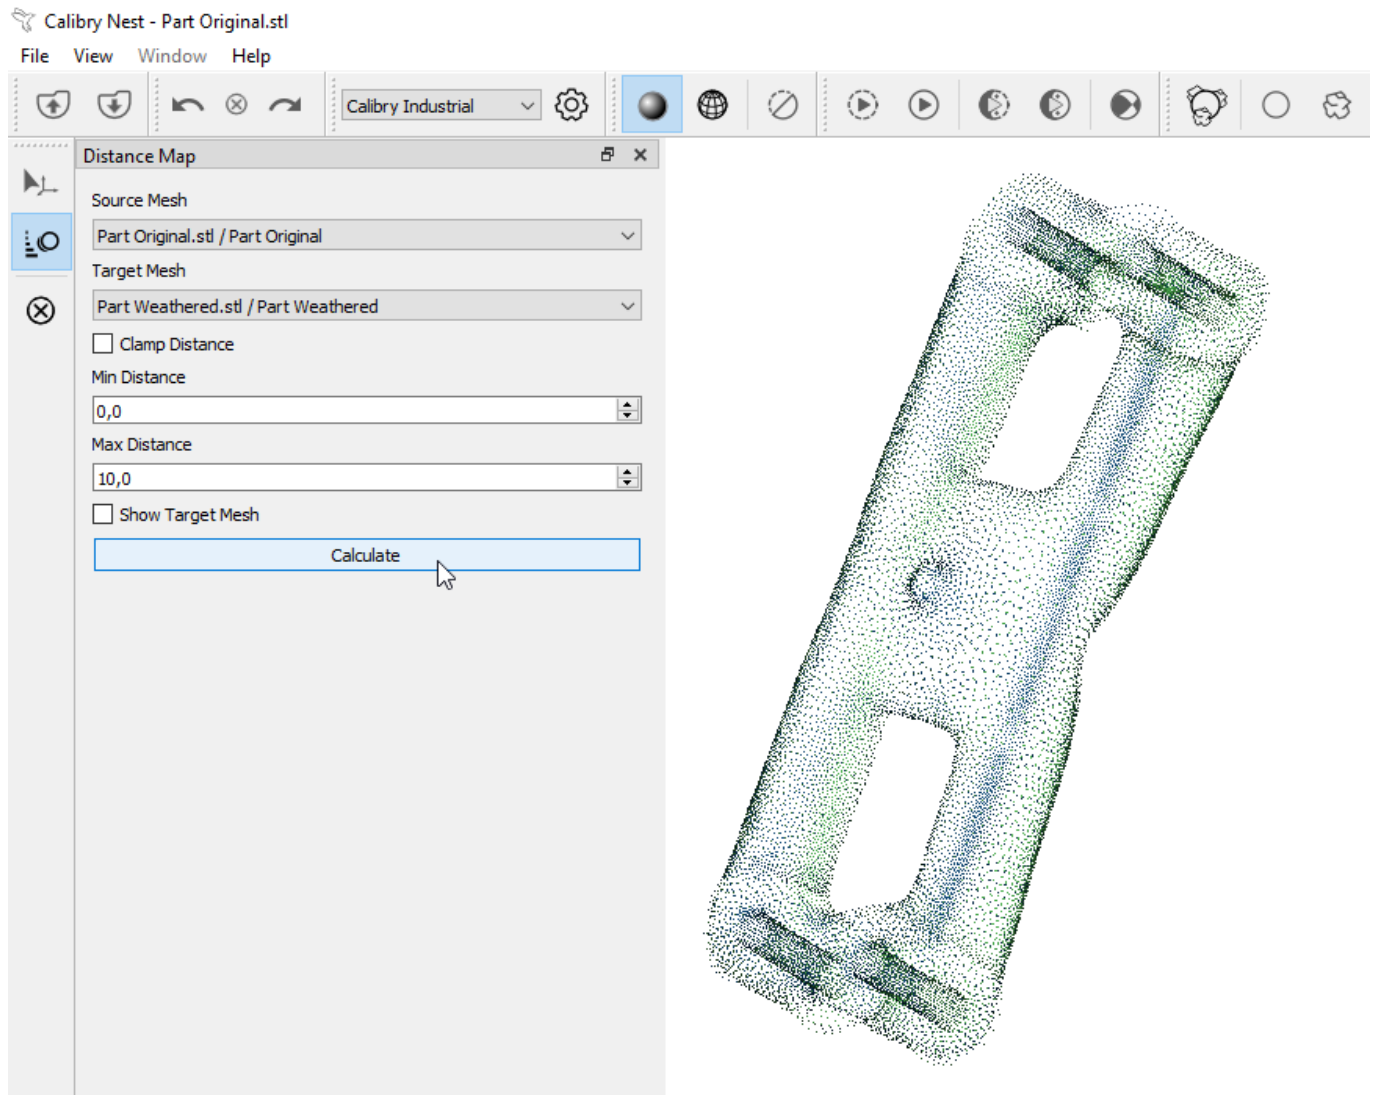 Calibry Nest - Part Original.stl
File View Window Help
Calibry Industrial
Distance Map
Source Mesh
Part Original.stl / Part Original
Target Mesh
Part Weathered.stl / Part Weathered
Clamp Distance
Min Distance
0,0
Max Distance
10,0
Show Target Mesh
Calculate